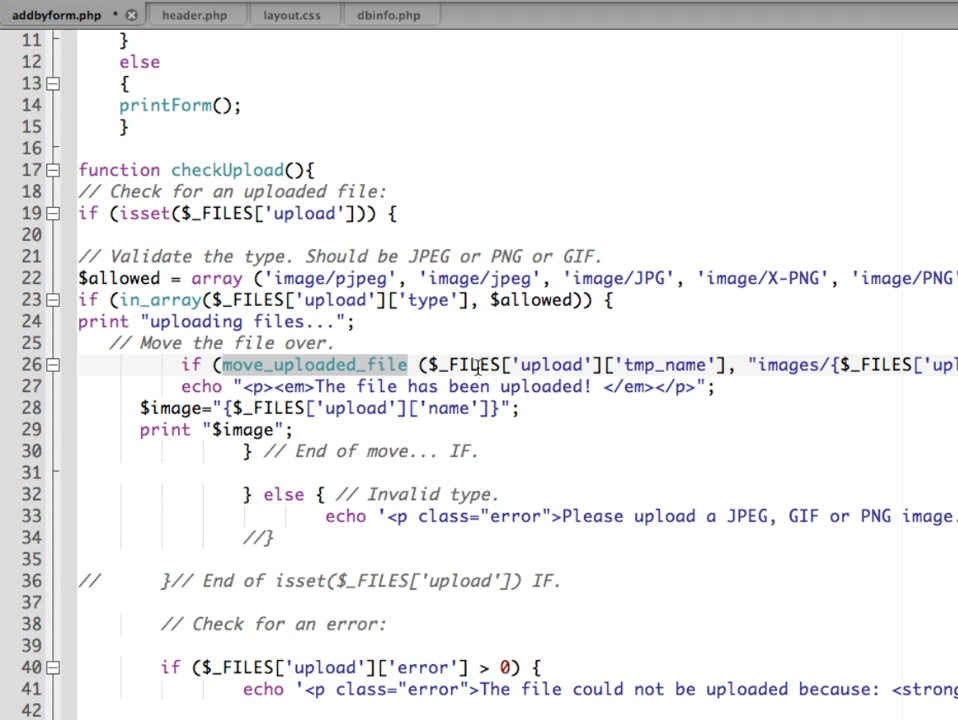 addbyform.php * header.php layout.css dbinfo.php
11 }
12 else
13 {
14 printForm();
15 }
16
17 function checkUpload(){
18 // Check for an uploaded file:
19 if (isset($_FILES['upload'])) {
20
21 // Validate the type. Should be JPEG or PNG or GIF.
22 $allowed = array ('image/pjpeg', 'image/jpeg', 'image/JPG', 'image/X-PNG', 'image/PNG'
23 if (in_array($_FILES['upload']['type'], $allowed)) {
24 print "uploading files...";
25 // Move the file over.
26 if (move_uploaded_file ($_FILES['upload']['tmp_name'], "images/{$_FILES['upl
27 echo "<p><em>The file has been uploaded! </em></p>";
28 $image="{$_FILES['upload']['name']}";
29 print "$image";
30 } // End of move... IF.
31
32 } else { // Invalid type.
33 echo '<p class="error">Please upload a JPEG, GIF or PNG image.
34 //}
35
36 // }// End of isset($_FILES['upload']) IF.
37
38 // Check for an error:
39
40 if ($_FILES['upload']['error'] > 0) {
41 echo '<p class="error">The file could not be uploaded because: <strong
42